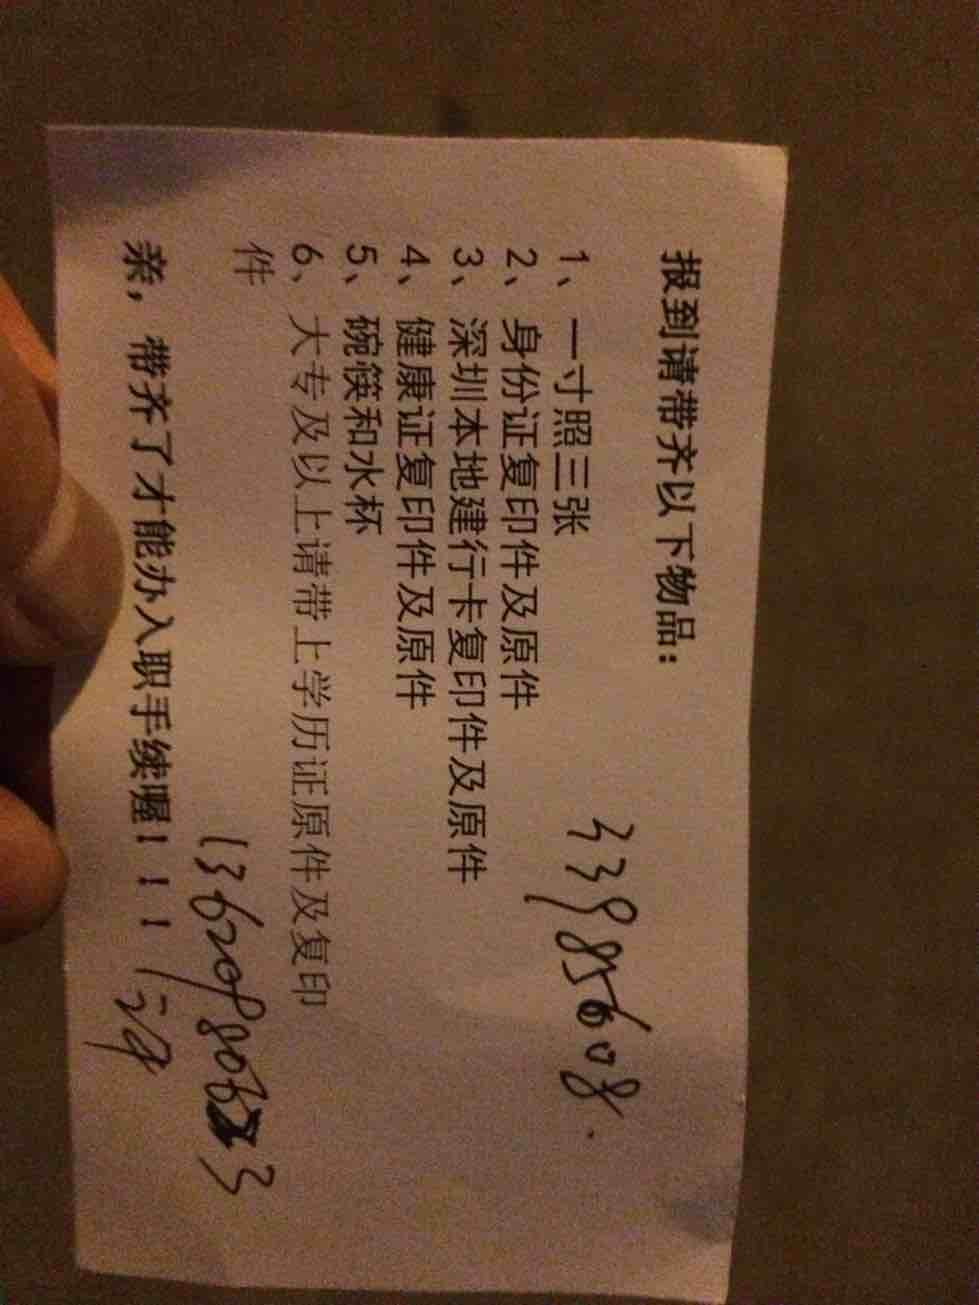 报到请带齐以下物品：
1、一寸照三张
33985608.
2、身份证复印件及原件
3、深圳本地建行卡复印件及原件
4、健康证复印件及原件
5、碗筷和水杯
6、大专及以上请带上学历证原件及复印
件
亲，带齐了才能办入职手续喔！！！